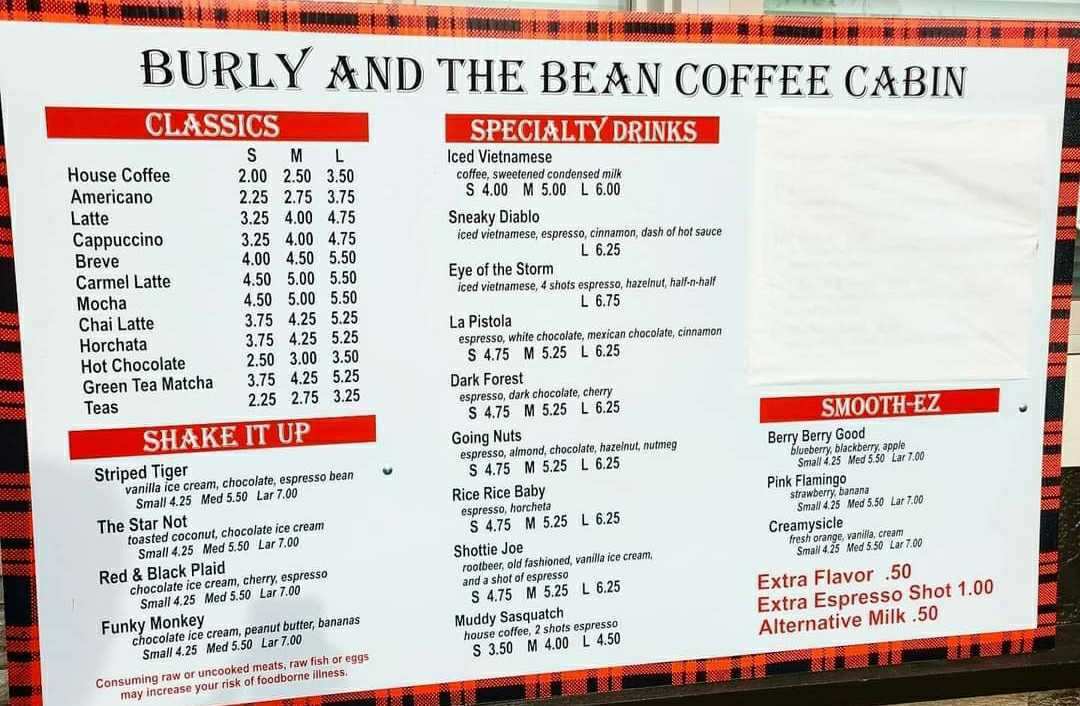 BURLY AND THE BEAN COFFEE CABIN
CLASSICS
S M L
House Coffee 2.00 2.50 3.50
Americano 2.25 2.75 3.75
Latte 3.25 4.00 4.75
Cappuccino 3.25 4.00 4.75
Breve 4.00 4.50 5.50
Carmel Latte 4.50 5.00 5.50
Mocha 4.50 5.00 5.50
Chai Latte 3.75 4.25 5.25
Horchata 3.75 4.25 5.25
Hot Chocolate 2.50 3.00 3.50
Green Tea Matcha 3.75 4.25 5.25
Teas 2.25 2.75 3.25
SHAKE IT UP
Striped Tiger
vanilla ice cream, chocolate, espresso bean
Small 4.25 Med 5.50 Lar 7.00
The Star Not
toasted coconut, chocolate ice cream
Small 4.25 Med 5.50 Lar 7.00
Red & Black Plaid
chocolate ice cream, cherry, espresso
Small 4.25 Med 5.50 Lar 7.00
Funky Monkey
chocolate ice cream, peanut butter, bananas
Small 4.25 Med 5.50 Lar 7.00
Consuming raw or uncooked meats, raw fish or eggs
may increase your risk of foodborne illness.
SPECIALTY DRINKS
Iced Vietnamese
coffee, sweetened condensed milk
S 4.00 M 5.00 L 6.00
Sneaky Diablo
iced vietnamese, espresso, cinnamon, dash of hot sauce
L 6.25
Eye of the Storm
iced vietnamese, 4 shots espresso, hazelnut, half-n-half
L 6.75
La Pistola
espresso, white chocolate, mexican chocolate, cinnamon
S 4.75 M 5.25 L 6.25
Dark Forest
espresso, dark chocolate, cherry
S 4.75 M 5.25 L 6.25
Going Nuts
espresso, almond, chocolate, hazelnut, nutmeg
S 4.75 M 5.25 L 6.25
Rice Rice Baby
espresso, horcheta
S 4.75 M 5.25 L 6.25
Shottie Joe
rootbeer, old fashioned, vanilla ice cream,
and a shot of espresso
S 4.75 M 5.25 L 6.25
Muddy Sasquatch
house coffee, 2 shots espresso
S 3.50 M 4.00 L 4.50
SMOOTH-EZ
Berry Berry Good
blueberry, blackberry, apple
Small 4.25 Med 5.50 Lar 7.00
Pink Flamingo
strawberry, banana
Small 4.25 Med 5.50 Lar 7.00
Creamysicle
fresh orange, vanilla, cream
Small 4.25 Med 5.50 Lar 7.00
Extra Flavor .50
Extra Espresso Shot 1.00
Alternative Milk .50